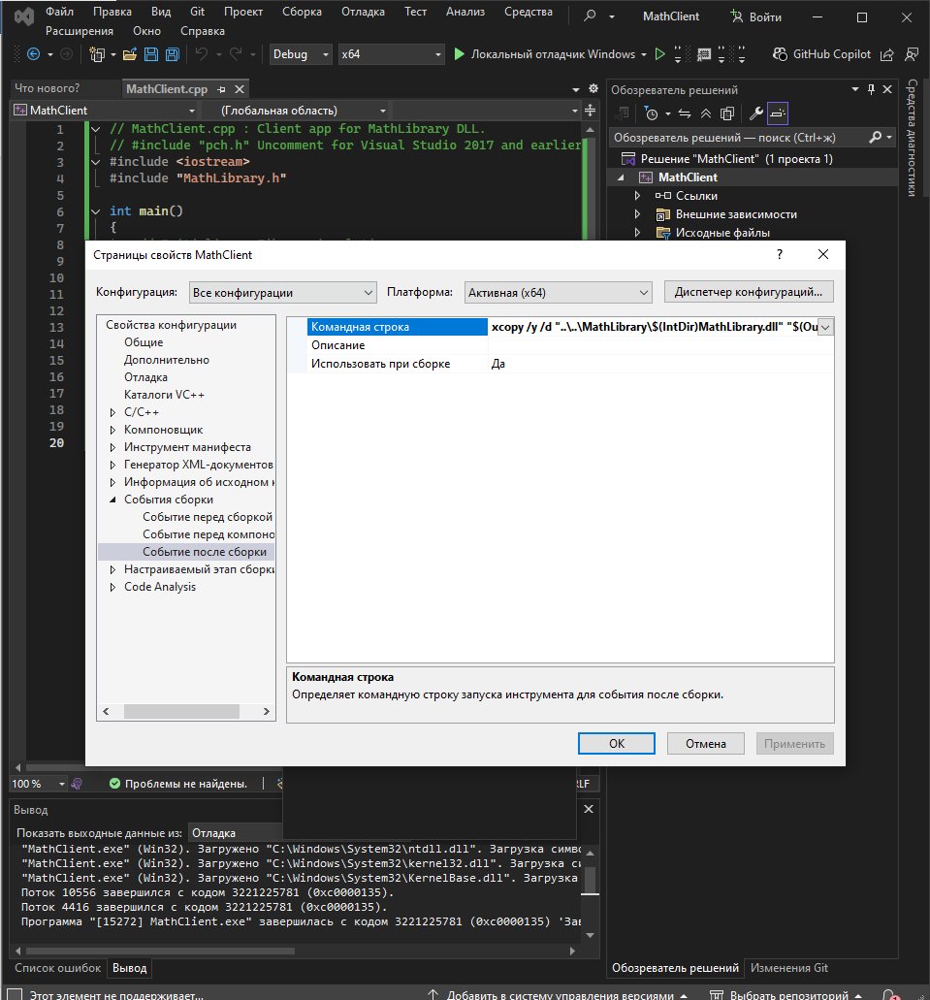 Файл Правка Вид Git Проект Сборка Отладка Тест Анализ Средства MathClient Войти
Расширения Окно Справка
Debug x64 Локальный отладчик Windows GitHub Copilot
Что нового? MathClient.cpp
MathClient (Глобальная область)
1 // MathClient.cpp : Client app for MathLibrary DLL.
2 // #include "pch.h" Uncomment for Visual Studio 2017 and earlier
3 #include <iostream>
4 #include "MathLibrary.h"
5
6 int main()
7 {
8
9
10
11
12
13
14
15
16
17
18
19
20
Обозреватель решений
Обозреватель решений — поиск (Ctrl+ж)
Решение "MathClient" (1 проекта 1)
MathClient
Ссылки
Внешние зависимости
Исходные файлы
Средства диагностики
Страницы свойств MathClient
Конфигурация: Все конфигурации Платформа: Активная (x64) Диспетчер конфигураций...
Свойства конфигурации
Общие
Дополнительно
Отладка
Каталоги VC++
C/C++
Компоновщик
Инструмент манифеста
Генератор XML-документов
Информация об исходном
События сборки
Событие перед сборкой
Событие перед компоно
Событие после сборки
Настраиваемый этап сборки
Code Analysis
Командная строка xcopy /y /d "..\..\MathLibrary\$(IntDir)MathLibrary.dll" "$(Ou
Описание
Использовать при сборке Да
Командная строка
Определяет командную строку запуска инструмента для события после сборки.
ОК Отмена Применить
100 % Проблемы не найдены. RLF
Вывод
Показать выходные данные из: Отладка
"MathClient.exe" (Win32). Загружено "C:\Windows\System32\ntdll.dll". Загрузка симво
"MathClient.exe" (Win32). Загружено "C:\Windows\System32\kernel32.dll". Загрузка си
"MathClient.exe" (Win32). Загружено "C:\Windows\System32\KernelBase.dll". Загрузка
Поток 10556 завершился с кодом 3221225781 (0xc0000135).
Поток 4416 завершился с кодом 3221225781 (0xc0000135).
Программа "[15272] MathClient.exe" завершилась с кодом 3221225781 (0xc0000135) 'Зав
Список ошибок Вывод
Обозреватель решений Изменения Git
Этот элемент не поддерживает... Добавить в систему управления версиями Выбрать репозиторий